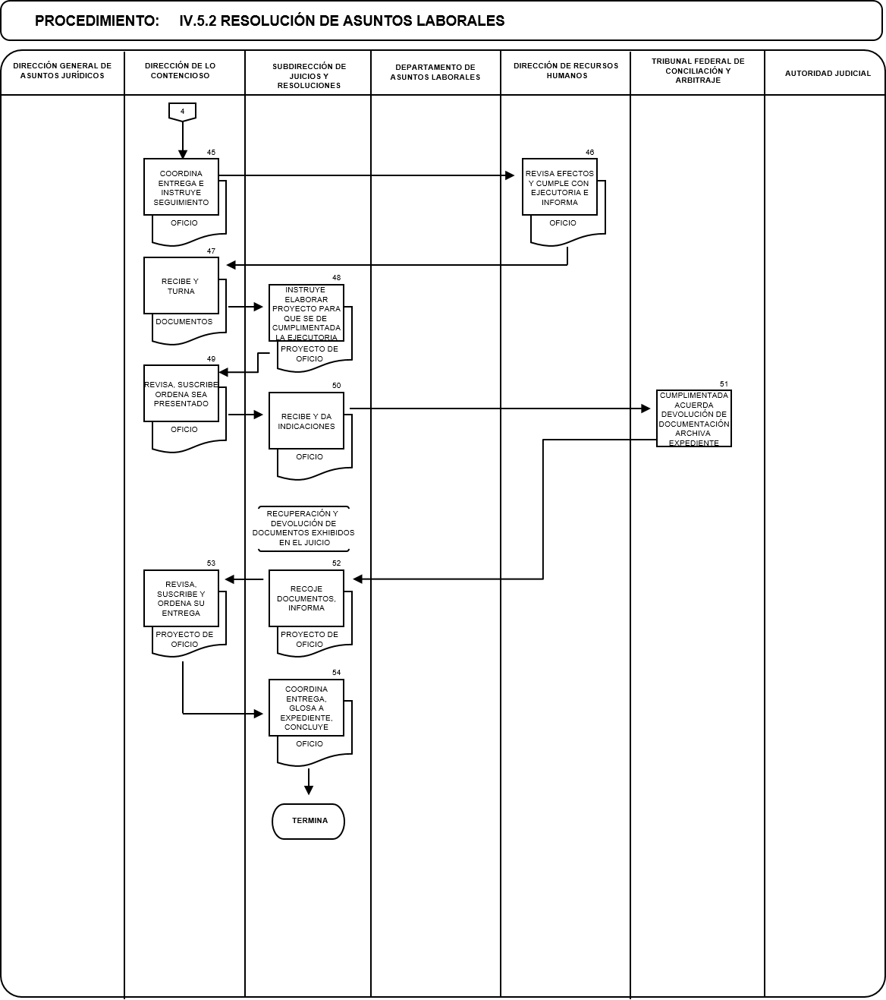 PROCEDIMIENTO: IV.5.2 RESOLUCIÓN DE ASUNTOS LABORALES
DIRECCIÓN GENERAL DE
ASUNTOS JURÍDICOS
DIRECCIÓN DE LO
CONTENCIOSO
SUBDIRECCIÓN DE
JUICIOS Y
RESOLUCIONES
DEPARTAMENTO DE
ASUNTOS LABORALES
DIRECCIÓN DE RECURSOS
HUMANOS
TRIBUNAL FEDERAL DE
CONCILIACIÓN Y
ARBITRAJE
AUTORIDAD JUDICIAL
4
45
COORDINA
ENTREGA E
INSTRUYE
SEGUIMIENTO
OFICIO
46
REVISA EFECTOS
Y CUMPLE CON
EJECUTORIA E
INFORMA
OFICIO
47
RECIBE Y
TURNA
DOCUMENTOS
48
INSTRUYE
ELABORAR
PROYECTO PARA
QUE SE DE
CUMPLIMENTADA
LA EJECUTORIA
PROYECTO DE
OFICIO
49
REVISA, SUSCRIBE
ORDENA SEA
PRESENTADO
OFICIO
50
RECIBE Y DA
INDICACIONES
OFICIO
51
CUMPLIMENTADA
ACUERDA
DEVOLUCIÓN DE
DOCUMENTACIÓN
ARCHIVA
EXPEDIENTE
RECUPERACIÓN Y
DEVOLUCIÓN DE
DOCUMENTOS EXHIBIDOS
EN EL JUICIO
53
REVISA,
SUSCRIBE Y
ORDENA SU
ENTREGA
PROYECTO DE
OFICIO
52
RECOJE
DOCUMENTOS,
INFORMA
PROYECTO DE
OFICIO
54
COORDINA
ENTREGA,
GLOSA A
EXPEDIENTE,
CONCLUYE
OFICIO
TERMINA